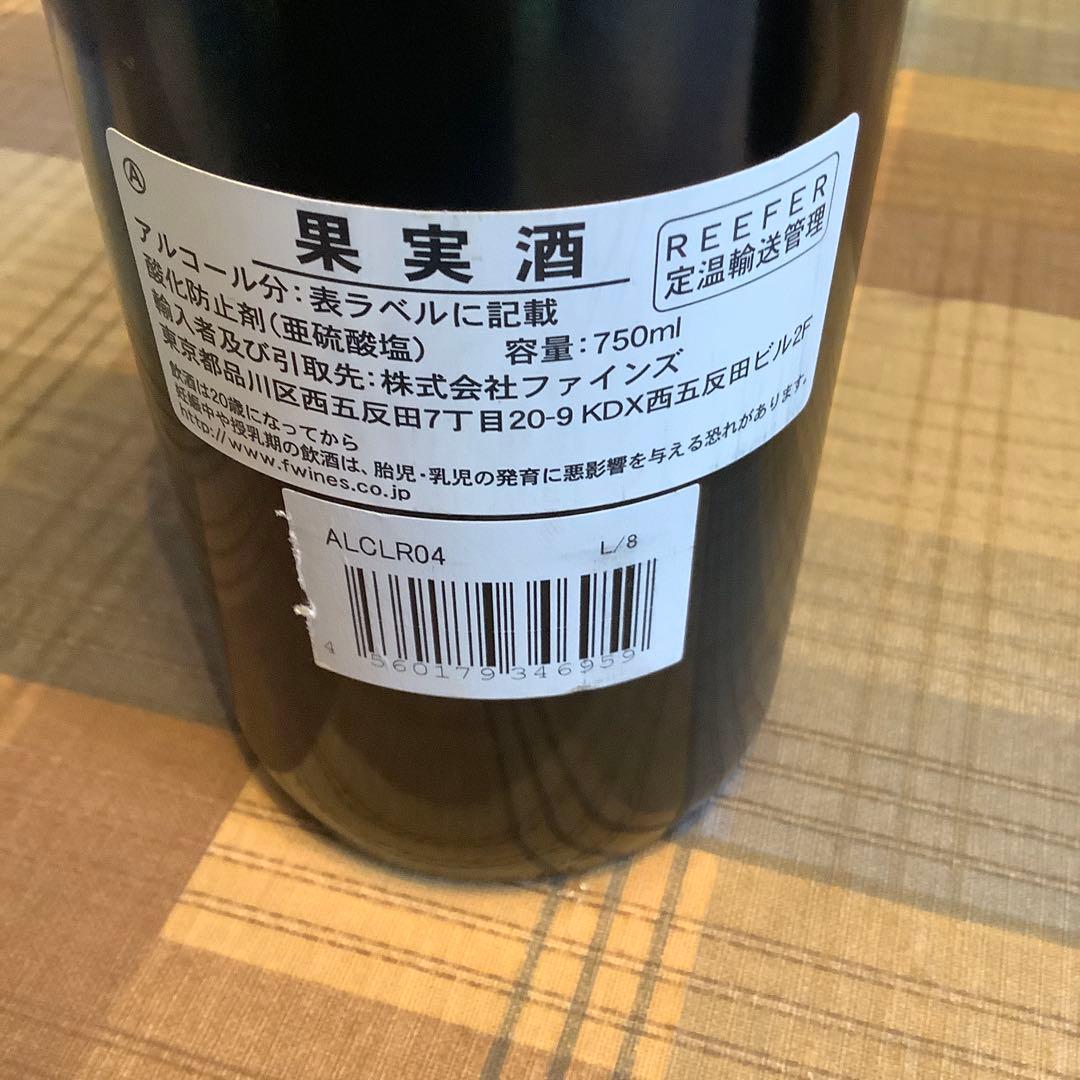 Ⓐ
果実酒
REEFER
定温輸送管理
アルコール分:表ラベルに記載
酸化防止剤(亜硫酸塩) 容量:750ml
輸入者及び引取先:株式会社ファインズ
東京都品川区西五反田7丁目20-9 KDX西五反田ビル2F
飲酒は20歳になってから
妊娠中や授乳期の飲酒は、胎児・乳児の発育に悪影響を与える恐れがあります。
http://www.fwines.co.jp
ALCLR04 L/8
4 560179 346959